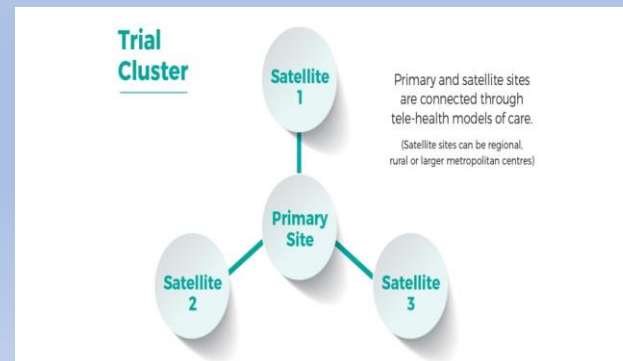 Trial
Cluster
Satellite
1
Primary and satellite sites
are connected through
tele-health models of care.
(Satellite sites can be regional,
rural or larger metropolitan centres)
Primary
Site
Satellite
2
Satellite
3